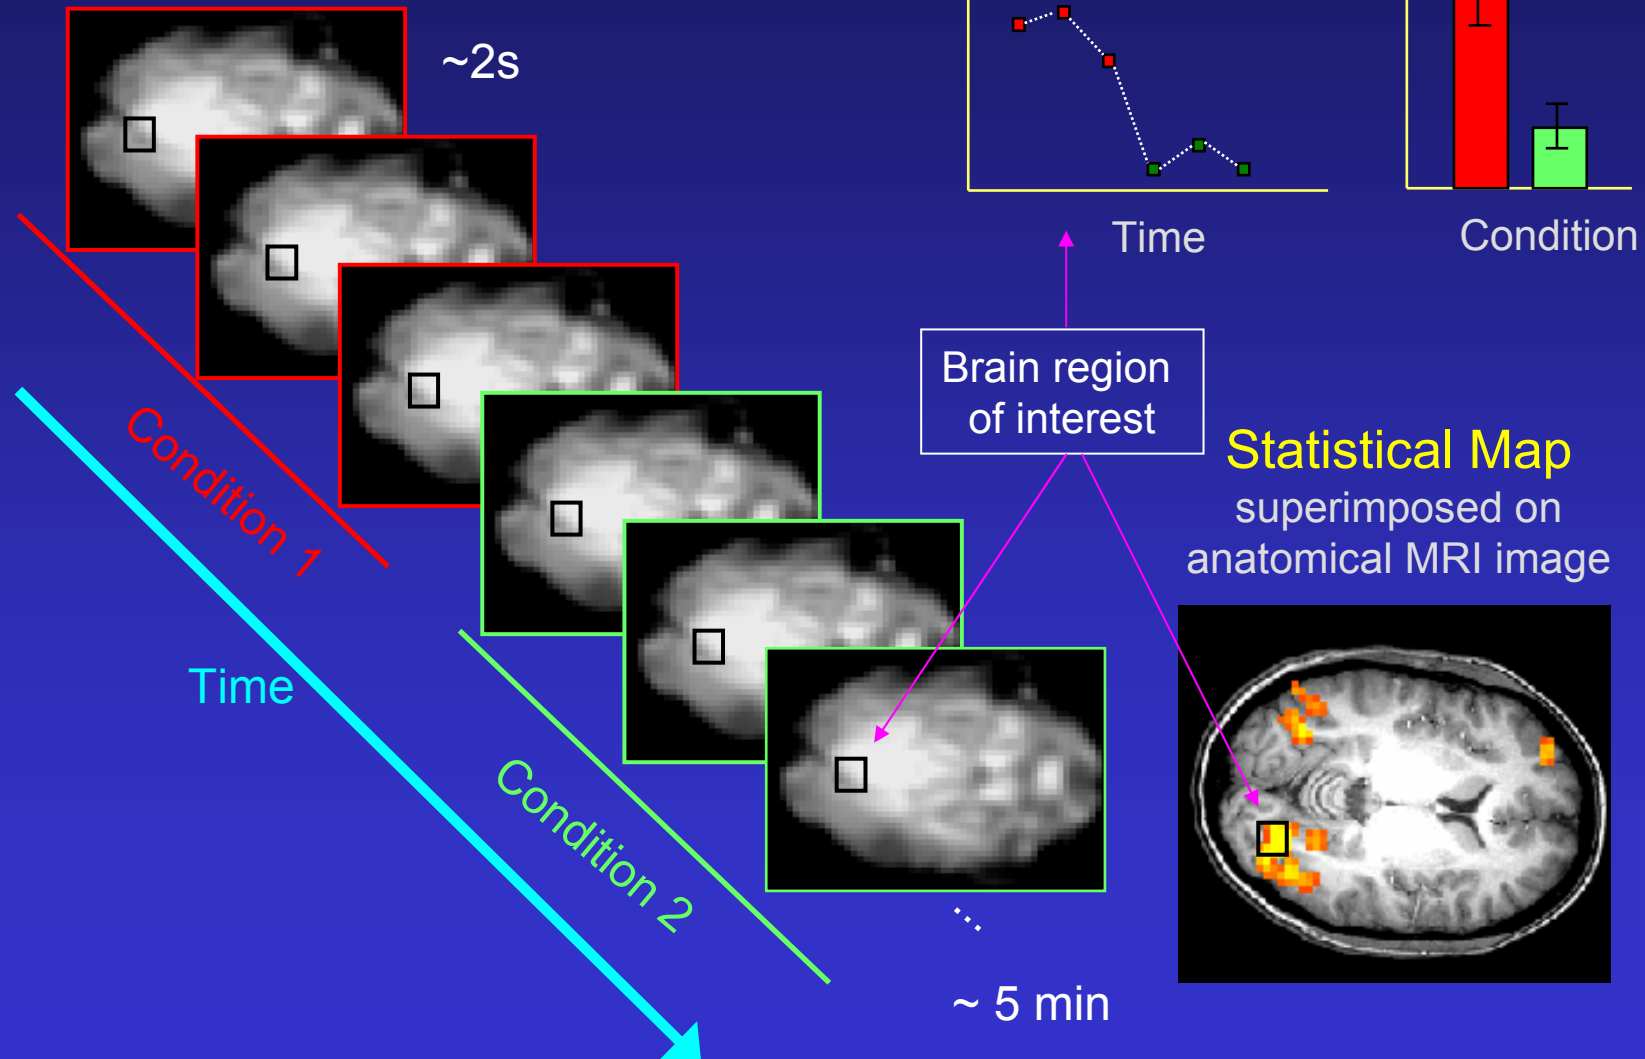 ~2s
Time
Condition
Brain region
of interest
Condition 1
Statistical Map
superimposed on
anatomical MRI image
Time
Condition 2
...
~ 5 min